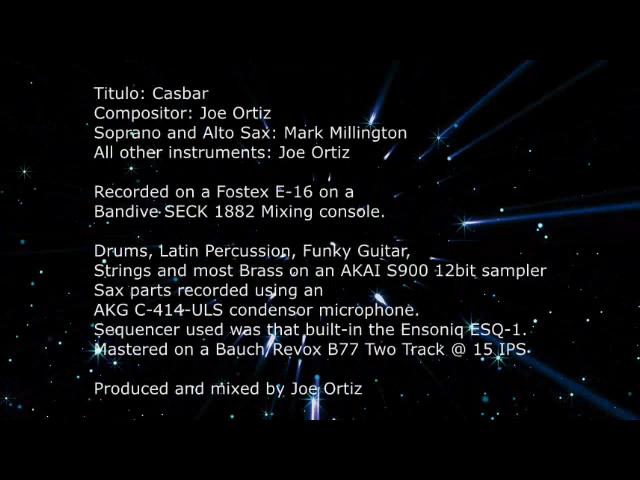 Titulo: Casbar
Compositor: Joe Ortiz
Soprano and Alto Sax: Mark Millington
All other instruments: Joe Ortiz
Recorded on a Fostex E-16 on a
Bandive SECK 1882 Mixing console.
Drums, Latin Percussion, Funky Guitar,
Strings and most Brass on an AKAI S900 12bit sampler
Sax parts recorded using an
AKG C-414-ULS condensor microphone.
Sequencer used was that built-in the Ensoniq ESQ-1.
Mastered on a Bauch Revox B77 Two Track @ 15 IPS
Produced and mixed by Joe Ortiz